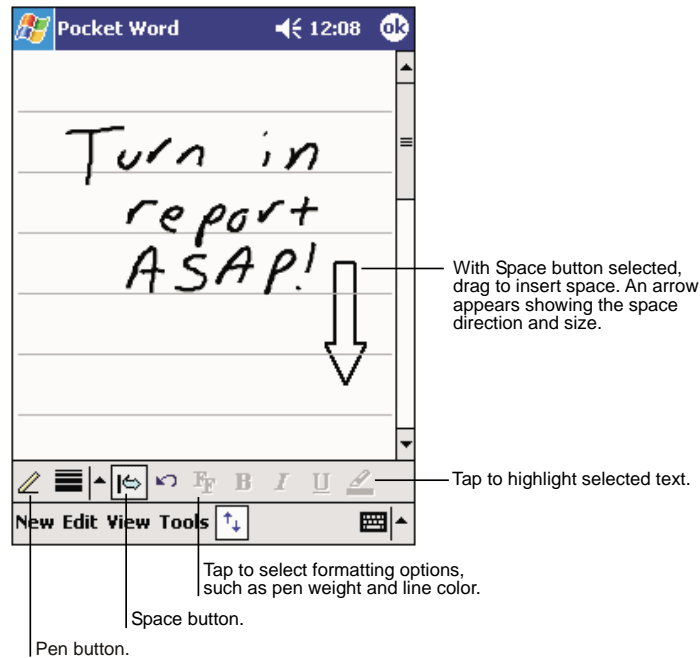 Pocket Word 12:08 ok
Turn in
report
ASAP!
With Space button selected,
drag to insert space. An arrow
appears showing the space
direction and size.
FF B I U
Tap to highlight selected text.
New Edit View Tools
Tap to select formatting options,
such as pen weight and line color.
Space button.
Pen button.